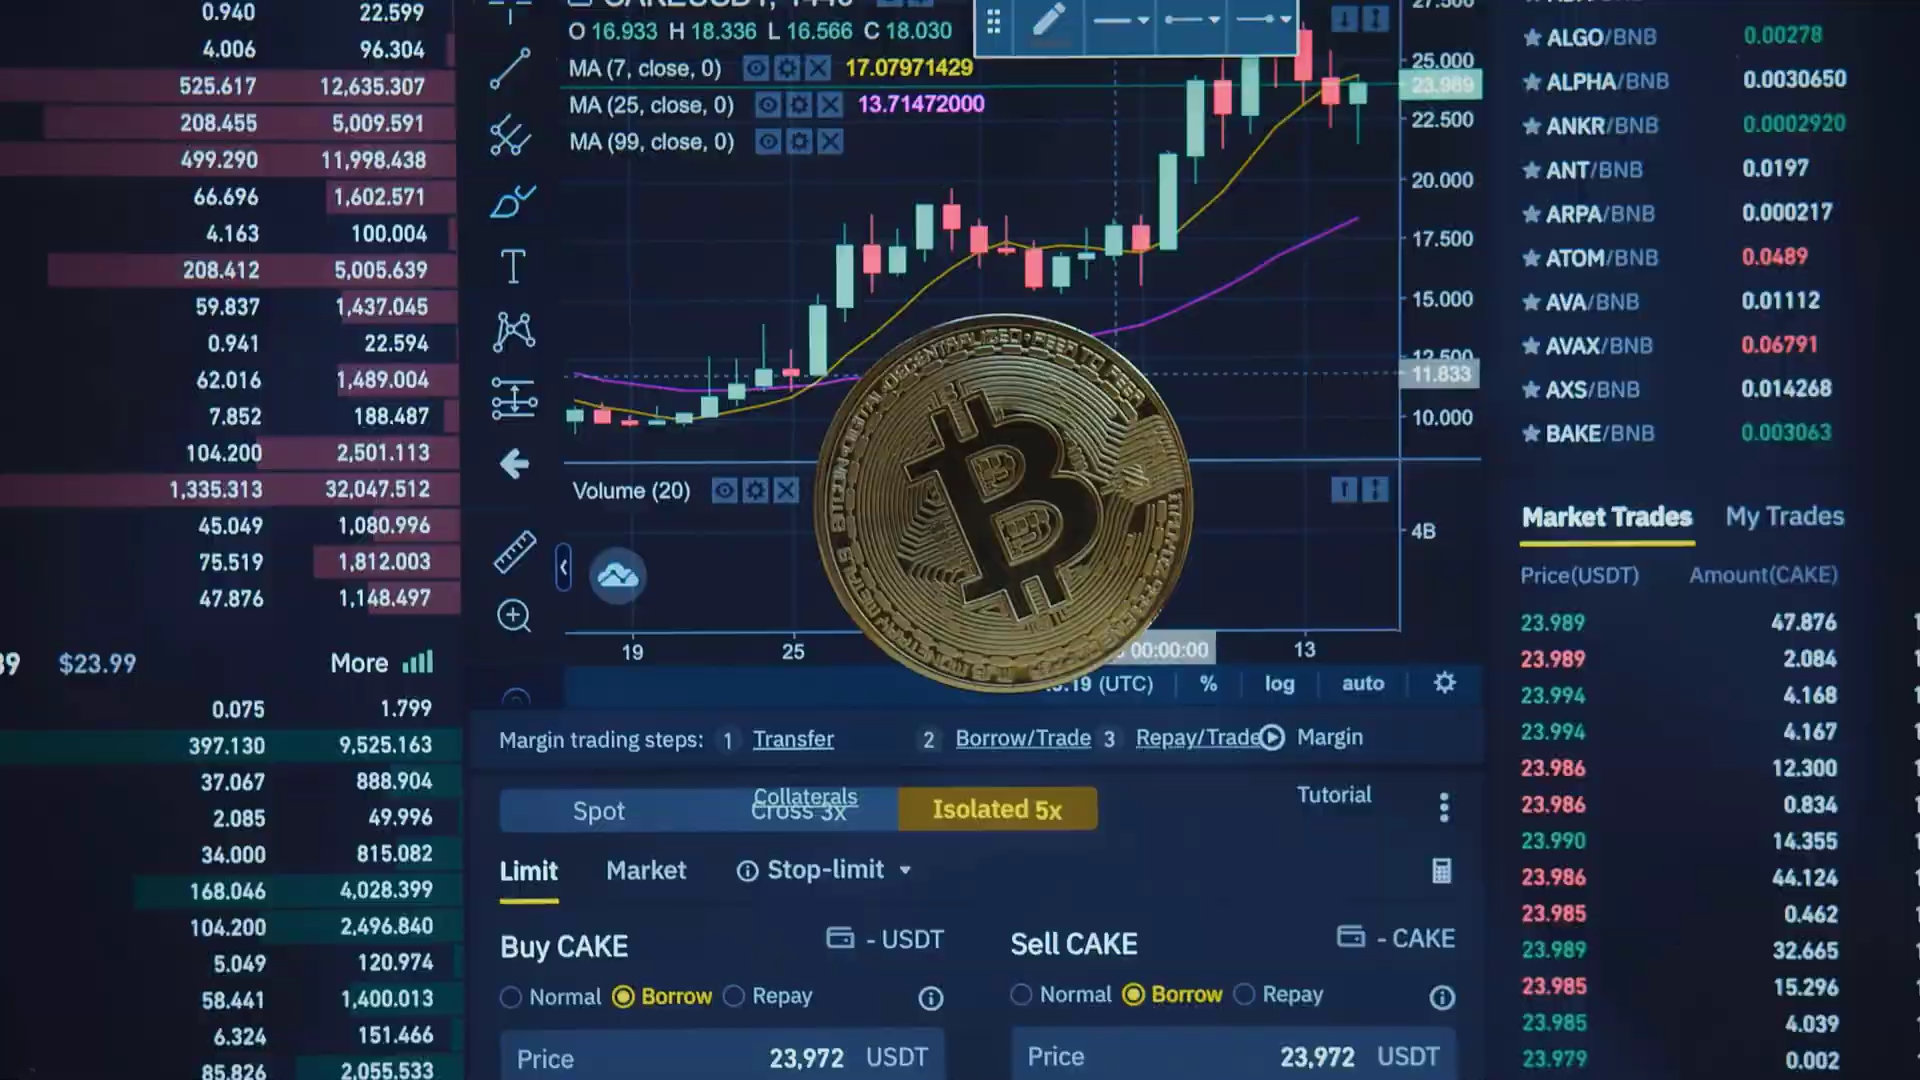 0.940 22.599
4.006 96.304
525.617 12,635.307
208.455 5,009.591
499.290 11,998.438
66.696 1,602.571
4.163 100.004
208.412 5,005.639
59.837 1,437.045
0.941 22.594
62.016 1,489.004
7.852 188.487
104.200 2,501.113
1,335.313 32,047.512
45.049 1,080.996
75.519 1,812.003
47.876 1,148.497
$23.99 More
0.075 1.799
397.130 9,525.163
37.067 888.904
2.085 49.996
34.000 815.082
168.046 4,028.399
104.200 2,496.840
5.049 120.974
58.441 1,400.013
6.324 151.466
85.826 2,055.533
O 16.933 H 18.336 L 16.566 C 18.030
MA (7, close, 0) 17.07971429
MA (25, close, 0) 13.71472000
MA (99, close, 0)
25.000
23.989
22.500
20.000
17.500
15.000
12.500
11.833
10.000
Volume (20)
4B
BITCOIN DIGITAL DECENTRALIZED PEER TO PEER
19 25 00:00:00 13
(UTC) % log auto
Margin trading steps: 1 Transfer 2 Borrow/Trade 3 Repay/Trade Margin
Collaterals Tutorial
Spot Cross 3x Isolated 5x
Limit Market Stop-limit
Buy CAKE - USDT Sell CAKE - CAKE
Normal Borrow Repay Normal Borrow Repay
Price 23,972 USDT Price 23,972 USDT
ALGO/BNB 0.00278
ALPHA/BNB 0.0030650
ANKR/BNB 0.0002920
ANT/BNB 0.0197
ARPA/BNB 0.000217
ATOM/BNB 0.0489
AVA/BNB 0.01112
AVAX/BNB 0.06791
AXS/BNB 0.014268
BAKE/BNB 0.003063
Market Trades My Trades
Price(USDT) Amount(CAKE)
23.989 47.876
23.989 2.084
23.994 4.168
23.994 4.167
23.986 12.300
23.986 0.834
23.990 14.355
23.986 44.124
23.985 0.462
23.989 32.665
23.985 15.296
23.985 4.039
23.979 0.002